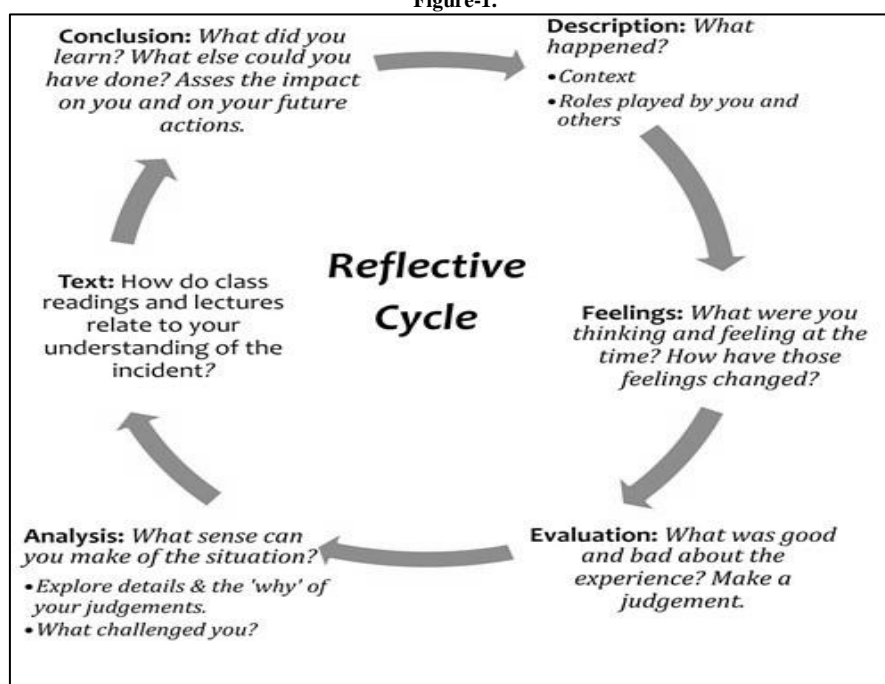 Figure-1.
Description: What
happened?
•Context
•Roles played by you and
others
Feelings: What were you
thinking and feeling at the
time? How have those
feelings changed?
Evaluation: What was good
and bad about the
experience? Make a
judgement.
Analysis: What sense can
you make of the situation?
•Explore details & the 'why' of
your judgements.
•What challenged you?
Text: How do class
readings and lectures
relate to your
understanding of the
incident?
Conclusion: What did you
learn? What else could you
have done? Asses the impact
on you and on your future
actions.
Reflective
Cycle